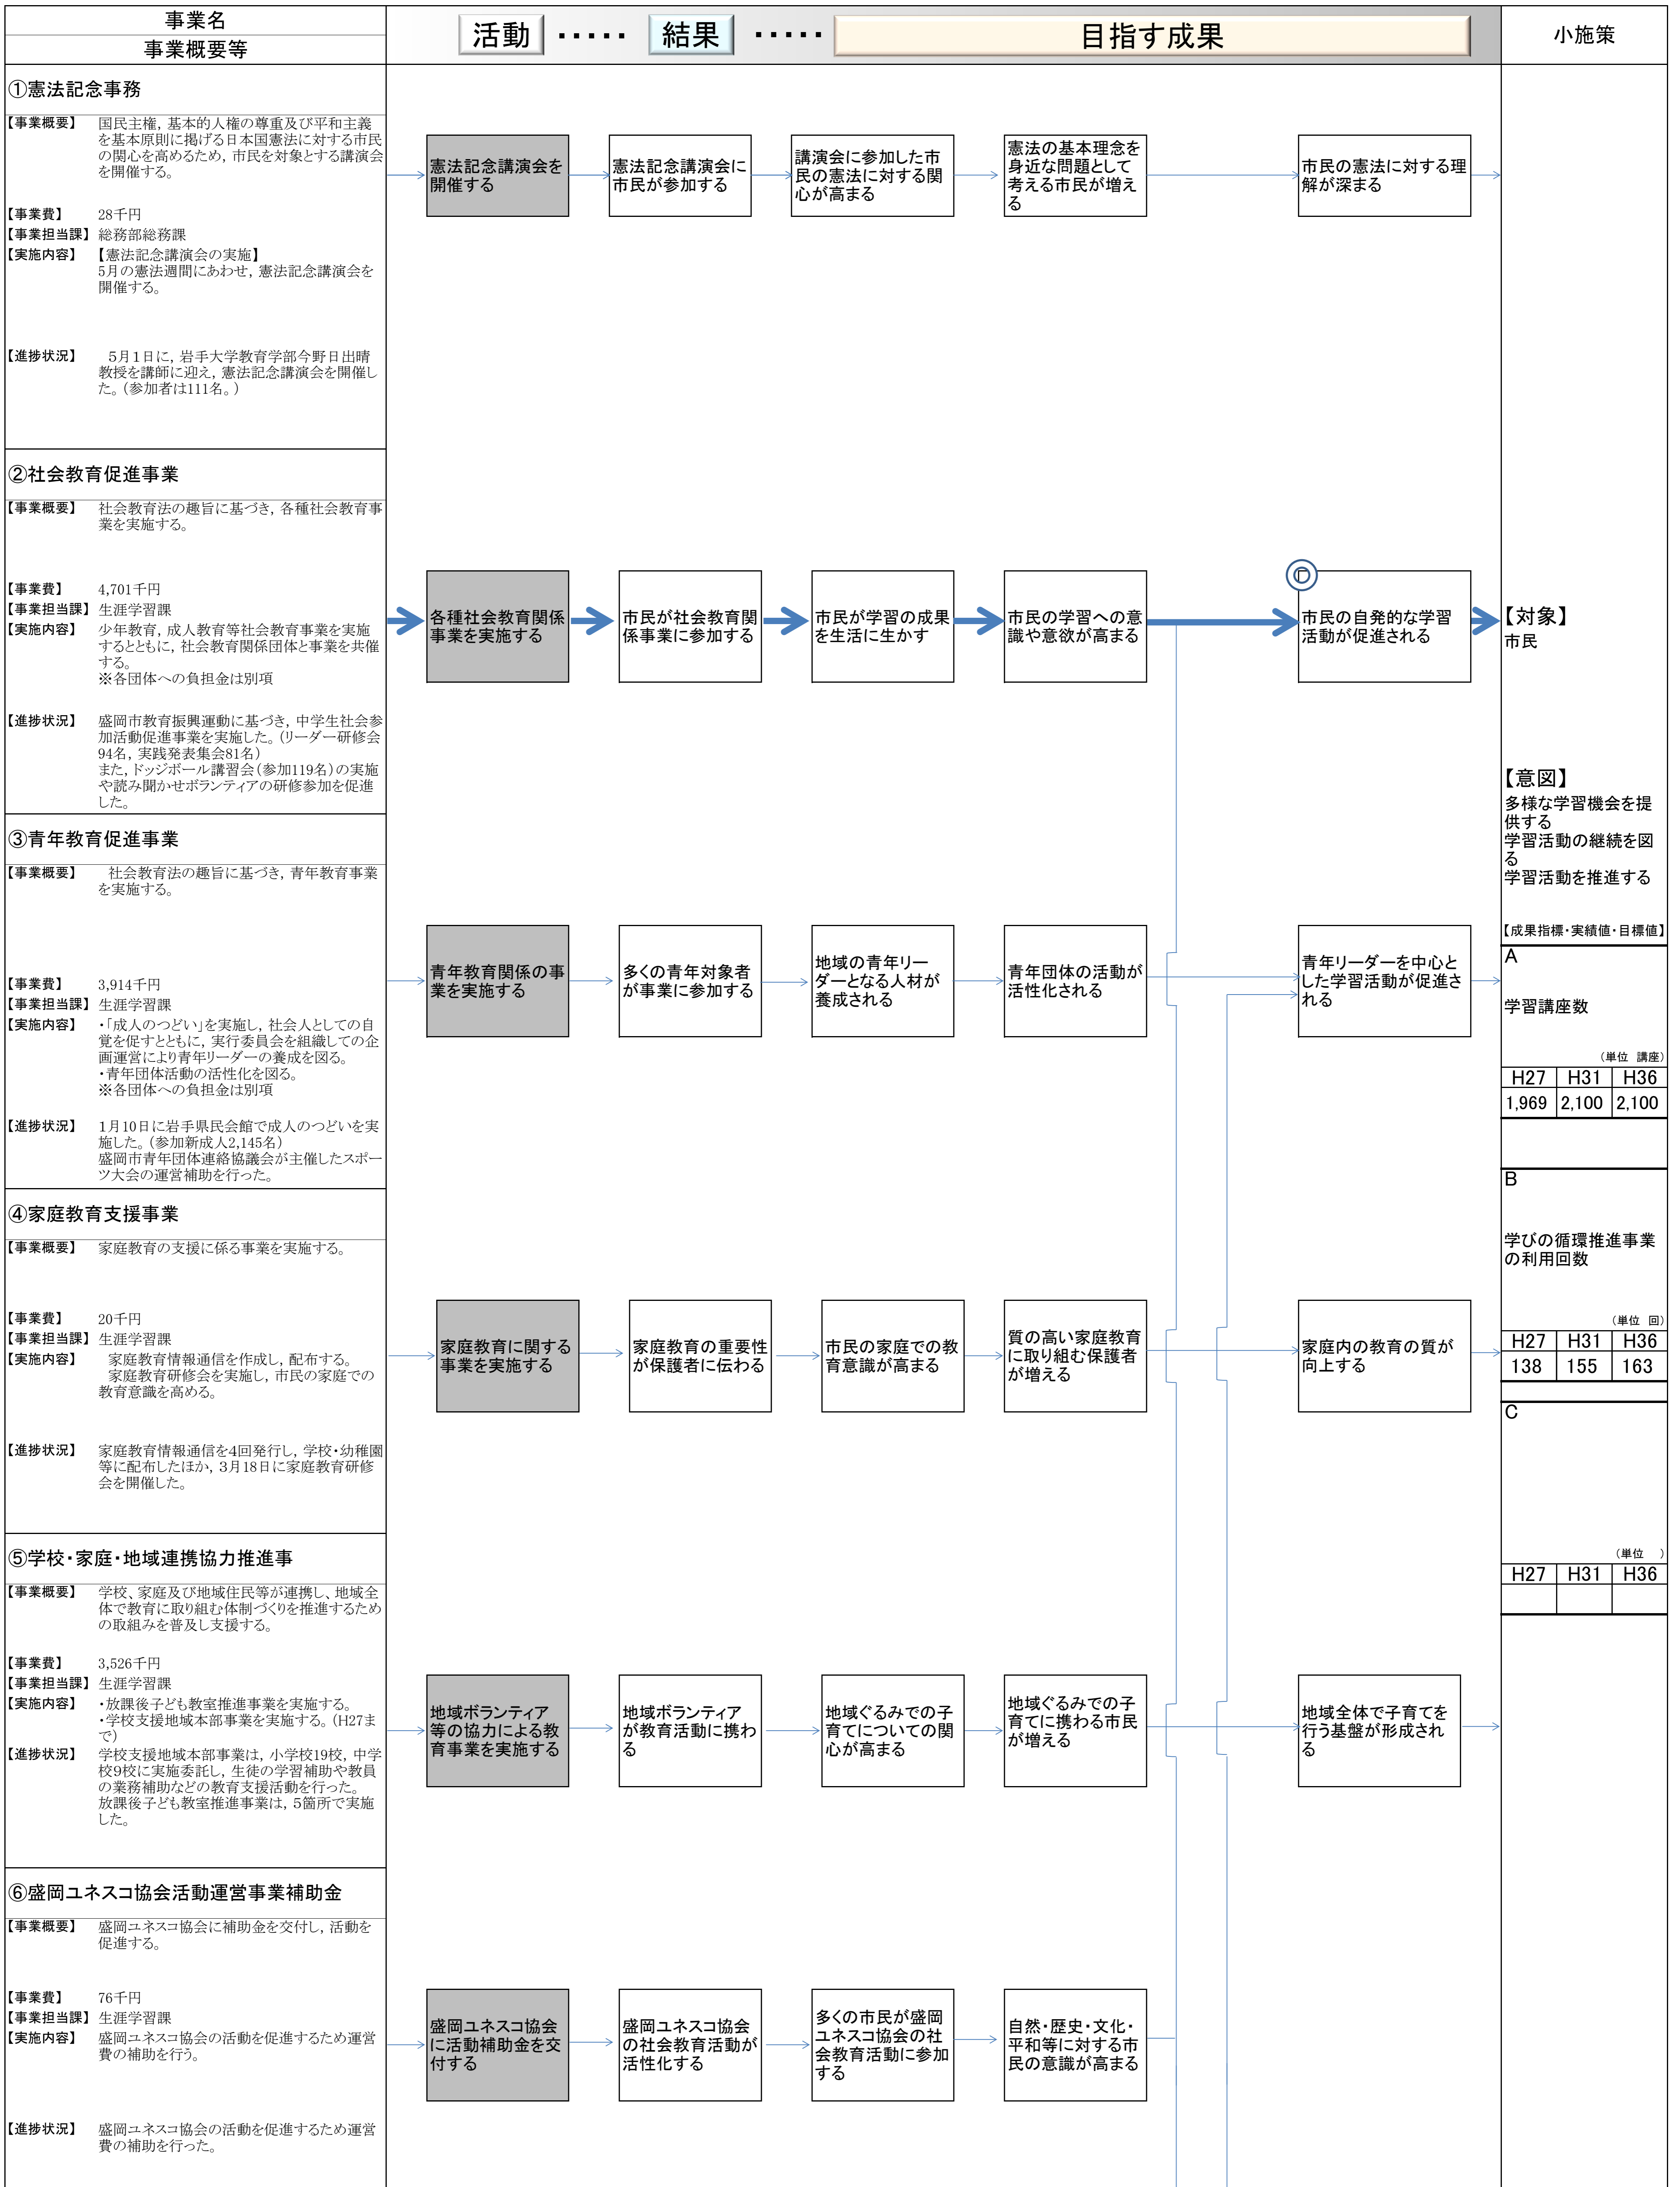 事業名
事業概要等
活動 ・・・・・ 結果 ・・・・・ 目指す成果
小施策
①憲法記念事務
【事業概要】 国民主権，基本的人権の尊重及び平和主義
を基本原則に掲げる日本国憲法に対する市民
の関心を高めるため，市民を対象とする講演会
を開催する。
【事業費】 28千円
【事業担当課】 総務部総務課
【実施内容】 【憲法記念講演会の実施】
5月の憲法週間にあわせ，憲法記念講演会を
開催する。
【進捗状況】 5月1日に，岩手大学教育学部今野日出晴
教授を講師に迎え，憲法記念講演会を開催し
た。（参加者は111名。）
憲法記念講演会を
開催する
憲法記念講演会に
市民が参加する
講演会に参加した市
民の憲法に対する関
心が高まる
憲法の基本理念を
身近な問題として
考える市民が増え
る
市民の憲法に対する理
解が深まる
②社会教育促進事業
【事業概要】 社会教育法の趣旨に基づき，各種社会教育事
業を実施する。
【事業費】 4,701千円
【事業担当課】 生涯学習課
【実施内容】 少年教育，成人教育等社会教育事業を実施
するとともに，社会教育関係団体と事業を共催
する。
※各団体への負担金は別項
【進捗状況】 盛岡市教育振興運動に基づき，中学生社会参
加活動促進事業を実施した。（リーダー研修会
94名，実践発表集会81名）
また，ドッジボール講習会（参加119名）の実施
や読み聞かせボランティアの研修参加を促進
した。
各種社会教育関係
事業を実施する
市民が社会教育関
係事業に参加する
市民が学習の成果
を生活に生かす
市民の学習への意
識や意欲が高まる
◎
市民の自発的な学習
活動が促進される
③青年教育促進事業
【事業概要】 社会教育法の趣旨に基づき，青年教育事業
を実施する。
【事業費】 3,914千円
【事業担当課】 生涯学習課
【実施内容】 ・「成人のつどい」を実施し，社会人としての自
覚を促すとともに，実行委員会を組織しての企
画運営により青年リーダーの養成を図る。
・青年団体活動の活性化を図る。
※各団体への負担金は別項
【進捗状況】 1月10日に岩手県民会館で成人のつどいを実
施した。（参加新成人2,145名）
盛岡市青年団体連絡協議会が主催したスポー
ツ大会の運営補助を行った。
青年教育関係の事
業を実施する
多くの青年対象者
が事業に参加する
地域の青年リー
ダーとなる人材が
養成される
青年団体の活動が
活性化される
青年リーダーを中心と
した学習活動が促進さ
れる
④家庭教育支援事業
【事業概要】 家庭教育の支援に係る事業を実施する。
【事業費】 20千円
【事業担当課】 生涯学習課
【実施内容】 家庭教育情報通信を作成し，配布する。
家庭教育研修会を実施し，市民の家庭での
教育意識を高める。
【進捗状況】 家庭教育情報通信を4回発行し，学校・幼稚園
等に配布したほか，3月18日に家庭教育研修
会を開催した。
家庭教育に関する
事業を実施する
家庭教育の重要性
が保護者に伝わる
市民の家庭での教
育意識が高まる
質の高い家庭教育
に取り組む保護者
が増える
家庭内の教育の質が
向上する
⑤学校・家庭・地域連携協力推進事
【事業概要】 学校、家庭及び地域住民等が連携し、地域全
体で教育に取り組む体制づくりを推進するため
の取組みを普及し支援する。
【事業費】 3,526千円
【事業担当課】 生涯学習課
【実施内容】 ・放課後子ども教室推進事業を実施する。
・学校支援地域本部事業を実施する。（H27ま
で）
【進捗状況】 学校支援地域本部事業は，小学校19校，中学
校9校に実施委託し，生徒の学習補助や教員
の業務補助などの教育支援活動を行った。
放課後子ども教室推進事業は，5箇所で実施
した。
地域ボランティア
等の協力による教
育事業を実施する
地域ボランティア
が教育活動に携わ
る
地域ぐるみでの子
育てについての関
心が高まる
地域ぐるみでの子
育てに携わる市民
が増える
地域全体で子育てを
行う基盤が形成され
る
⑥盛岡ユネスコ協会活動運営事業補助金
【事業概要】 盛岡ユネスコ協会に補助金を交付し，活動を
促進する。
【事業費】 76千円
【事業担当課】 生涯学習課
【実施内容】 盛岡ユネスコ協会の活動を促進するため運営
費の補助を行う。
【進捗状況】 盛岡ユネスコ協会の活動を促進するため運営
費の補助を行った。
盛岡ユネスコ協会
に活動補助金を交
付する
盛岡ユネスコ協会
の社会教育活動が
活性化する
多くの市民が盛岡
ユネスコ協会の社
会教育活動に参加
する
自然・歴史・文化・
平和等に対する市
民の意識が高まる
【対象】
市民
【意図】
多様な学習機会を提
供する
学習活動の継続を図
る
学習活動を推進する
【成果指標・実績値・目標値】
A
学習講座数
（単位 講座）
H27 H31 H36
1,969 2,100 2,100
B
学びの循環推進事業
の利用回数
（単位 回）
H27 H31 H36
138 155 163
C
（単位 ）
H27 H31 H36